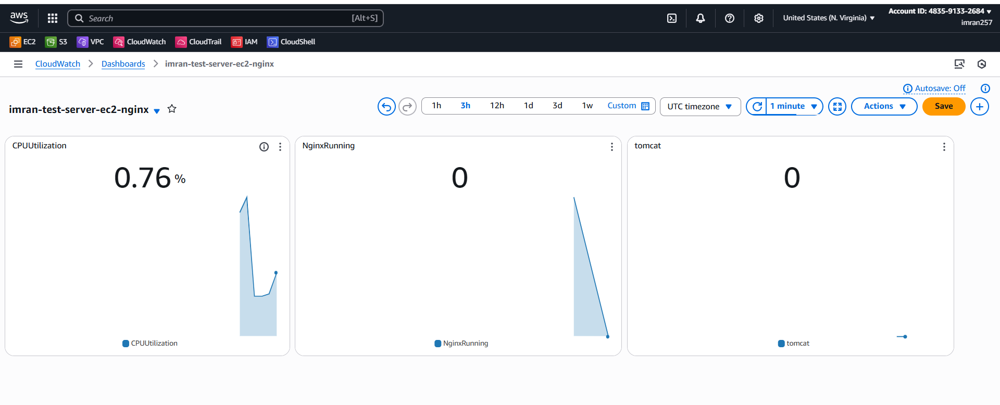 aws
Search [Alt+S]
United States (N. Virginia)
Account ID: 4835-9133-2684
imran257
EC2 S3 VPC CloudWatch CloudTrail IAM CloudShell
CloudWatch Dashboards imran-test-server-ec2-nginx
Autosave: Off
imran-test-server-ec2-nginx
1h 3h 12h 1d 3d 1w Custom UTC timezone 1 minute Actions Save
CPUUtilization
0.76 %
CPUUtilization
NginxRunning
0
NginxRunning
tomcat
0
tomcat